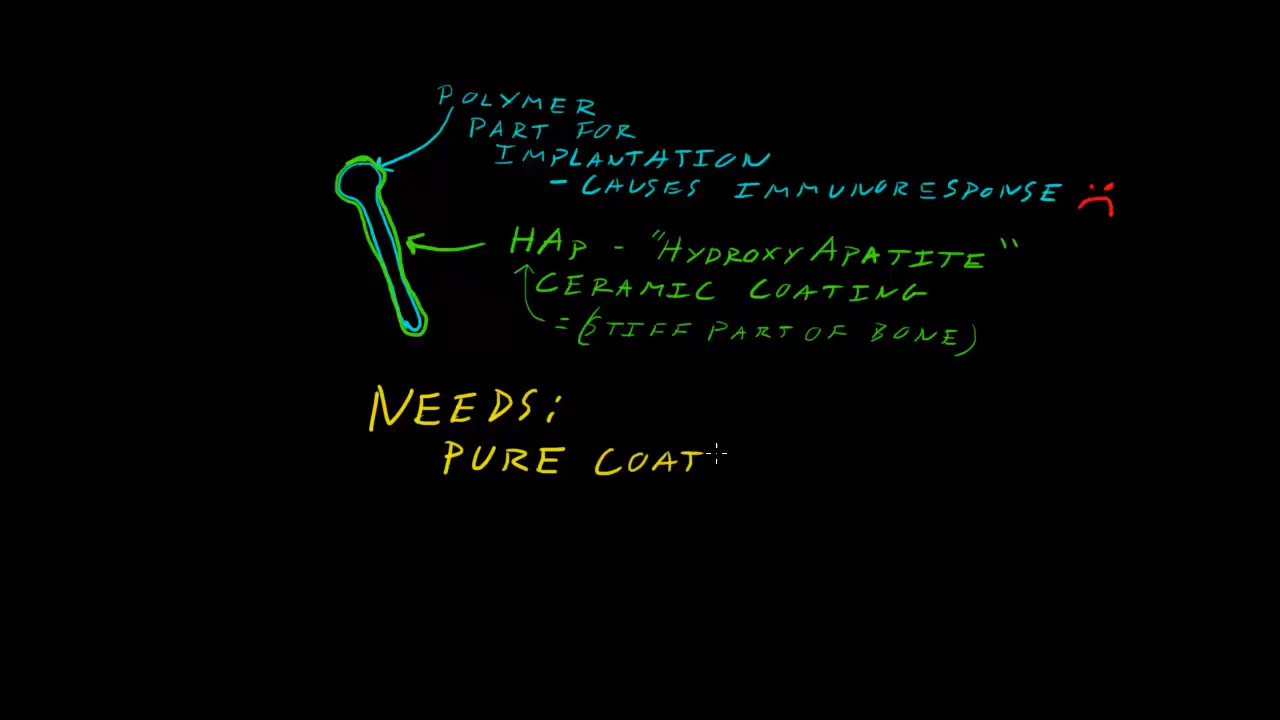 POLYMER
PART FOR
IMPLANTATION
- CAUSES IMMUNORESPONSE
HAp - "HYDROXYAPATITE"
CERAMIC COATING
= (STIFF PART OF BONE)
NEEDS:
PURE COAT